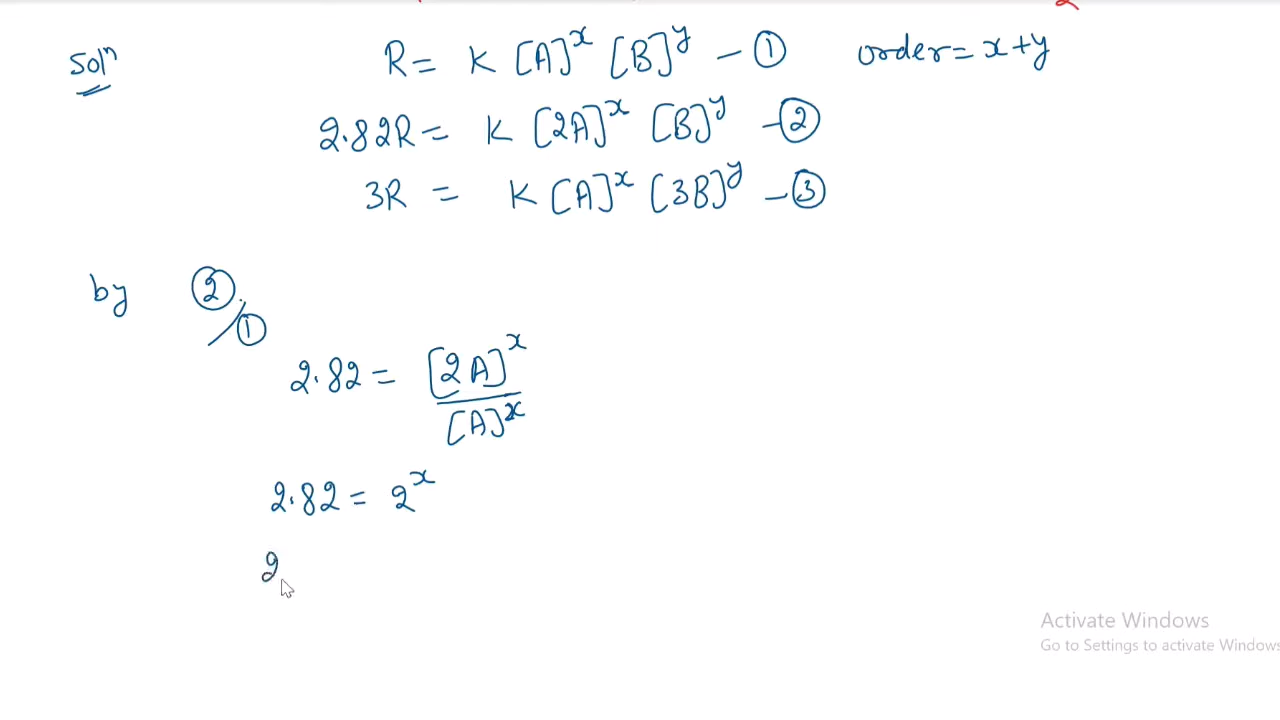 Solⁿ R = K [A]ˣ [B]ʸ – ① order = x + y
2.82R = K [2A]ˣ [B]ʸ – ②
3R = K [A]ˣ [3B]ʸ – ③
by ② / ①
2.82 = [2A]ˣ / [A]ˣ
2.82 = 2ˣ
2
Activate Windows
Go to Settings to activate Windows